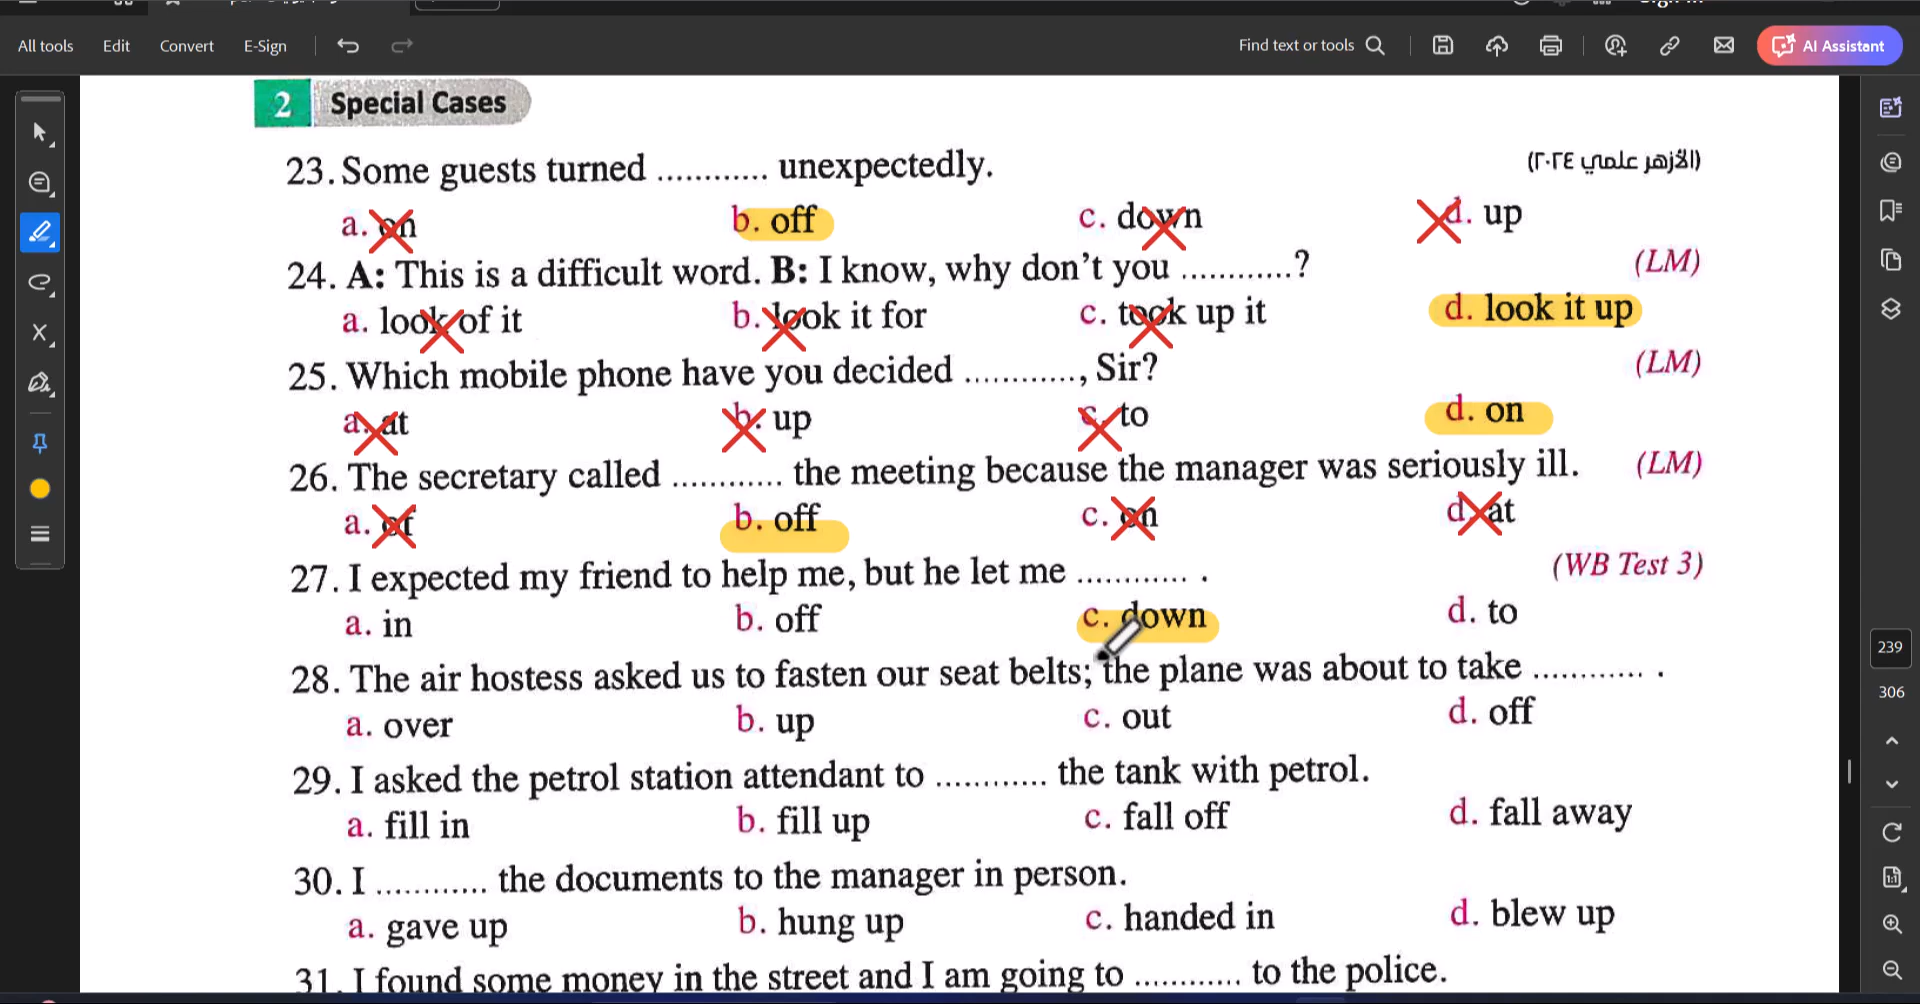 All tools Edit Convert E-Sign Find text or tools AI Assistant
2 Special Cases
23. Some guests turned ............ unexpectedly. (الأزهر علمي ٢٠٢٤)
a. on b. off c. down d. up
24. A: This is a difficult word. B: I know, why don't you ............? (LM)
a. look of it b. look it for c. took up it d. look it up
25. Which mobile phone have you decided ............, Sir? (LM)
a. at b. up c. to d. on
26. The secretary called ............ the meeting because the manager was seriously ill. (LM)
a. of b. off c. on d. at
27. I expected my friend to help me, but he let me ............ . (WB Test 3)
a. in b. off c. down d. to
28. The air hostess asked us to fasten our seat belts; the plane was about to take ............ .
a. over b. up c. out d. off
29. I asked the petrol station attendant to ............ the tank with petrol.
a. fill in b. fill up c. fall off d. fall away
30. I ............ the documents to the manager in person.
a. gave up b. hung up c. handed in d. blew up
31. I found some money in the street and I am going to ............ to the police.
239
306